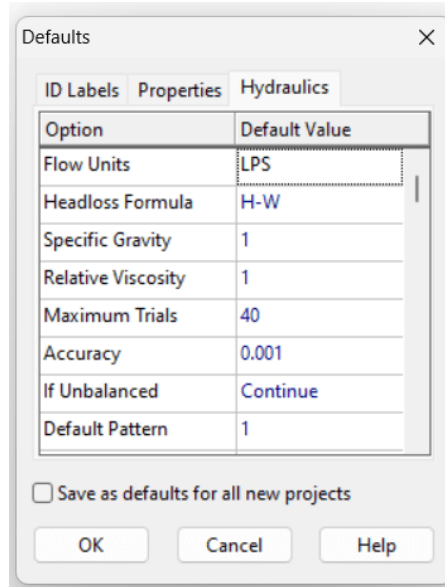 Defaults
ID Labels Properties Hydraulics
Option Default Value
Flow Units LPS
Headloss Formula H-W
Specific Gravity 1
Relative Viscosity 1
Maximum Trials 40
Accuracy 0.001
If Unbalanced Continue
Default Pattern 1
Save as defaults for all new projects
OK Cancel Help